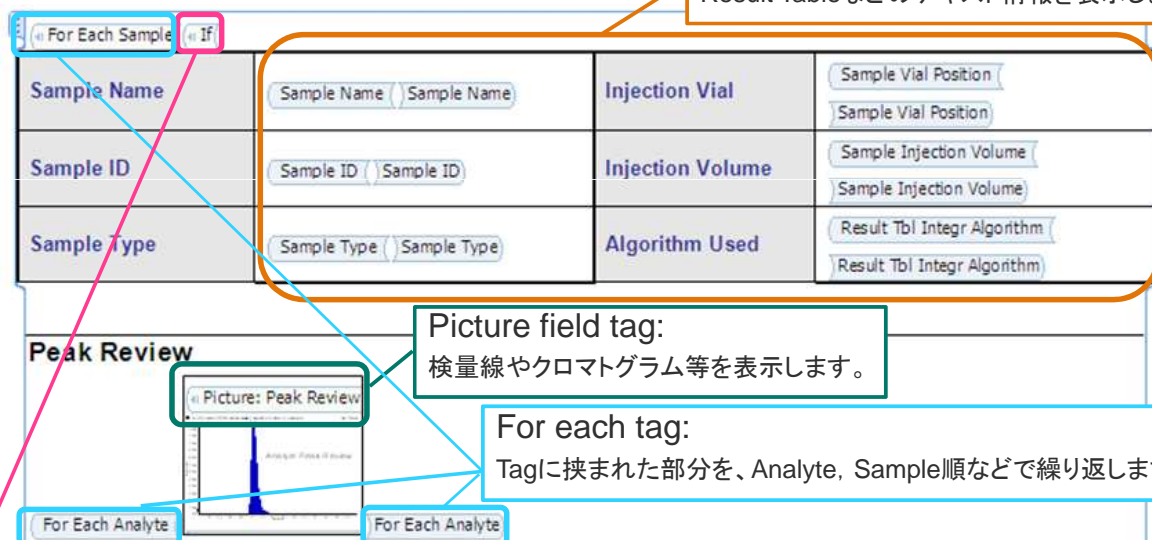 Result Tableなどのテキスト情報を表示し
For Each Sample If
Sample Name Sample Name Sample Name Injection Vial Sample Vial Position
Sample Vial Position
Sample ID Sample ID Sample ID Injection Volume Sample Injection Volume
Sample Injection Volume
Sample Type Sample Type Sample Type Algorithm Used Result Tbl Integr Algorithm
Result Tbl Integr Algorithm
Picture field tag:
検量線やクロマトグラム等を表示します。
Peak Review
Picture: Peak Review
Analyte Peak Review
For each tag:
Tagに挟まれた部分を、Analyte, Sample順などで繰り返しま
For Each Analyte For Each Analyte